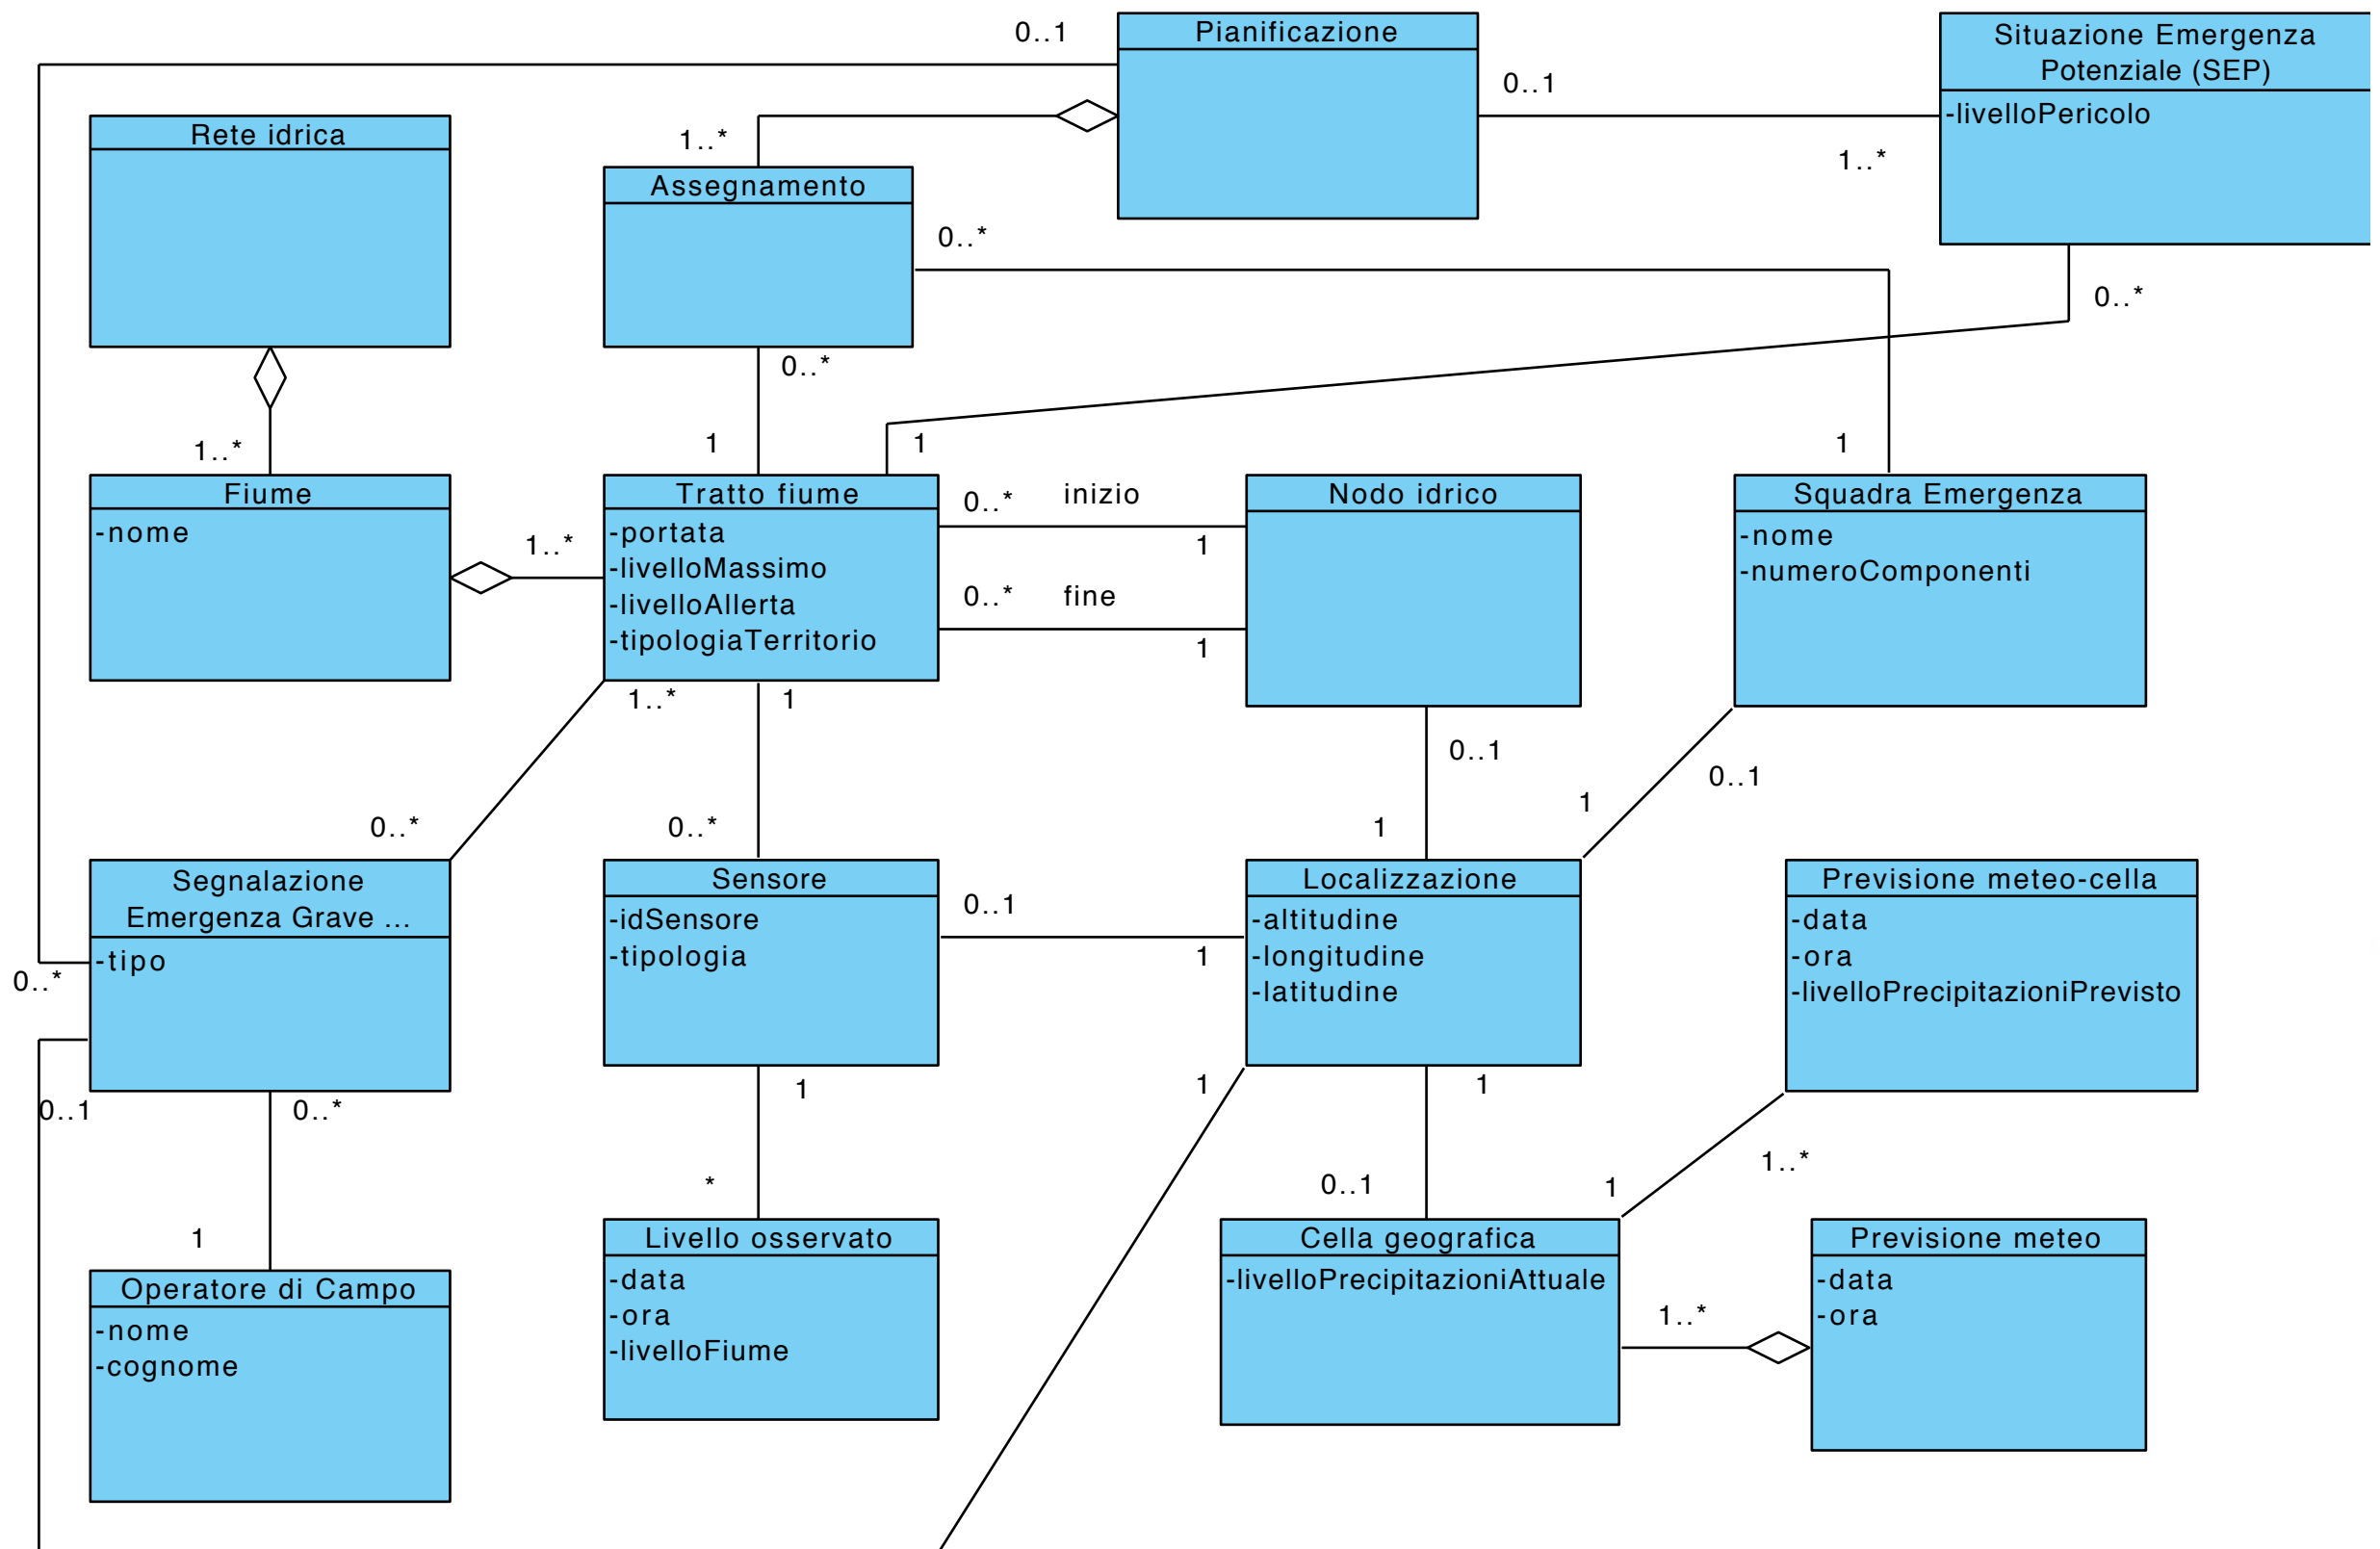 0..1
Pianificazione
0..1
Situazione Emergenza
Potenziale (SEP)
-livelloPericolo
1..*
Rete idrica
1..*
Assegnamento
0..*
0..*
0..*
1..*
1
1
1
Fiume
-nome
1..*
Tratto fiume
-portata
-livelloMassimo
-livelloAllerta
-tipologiaTerritorio
0..*
inizio
1
0..*
fine
1
Nodo idrico
Squadra Emergenza
-nome
-numeroComponenti
1..*
1
0..1
0..1
0..*
0..*
1
1
Segnalazione
Emergenza Grave ...
-tipo
0..*
0..1
0..*
Sensore
-idSensore
-tipologia
0..1
1
Localizzazione
-altitudine
-longitudine
-latitudine
Previsione meteo-cella
-data
-ora
-livelloPrecipitazioniPrevisto
1
1
1
1..*
*
0..1
1
1
Operatore di Campo
-nome
-cognome
Livello osservato
-data
-ora
-livelloFiume
Cella geografica
-livelloPrecipitazioniAttuale
1..*
Previsione meteo
-data
-ora